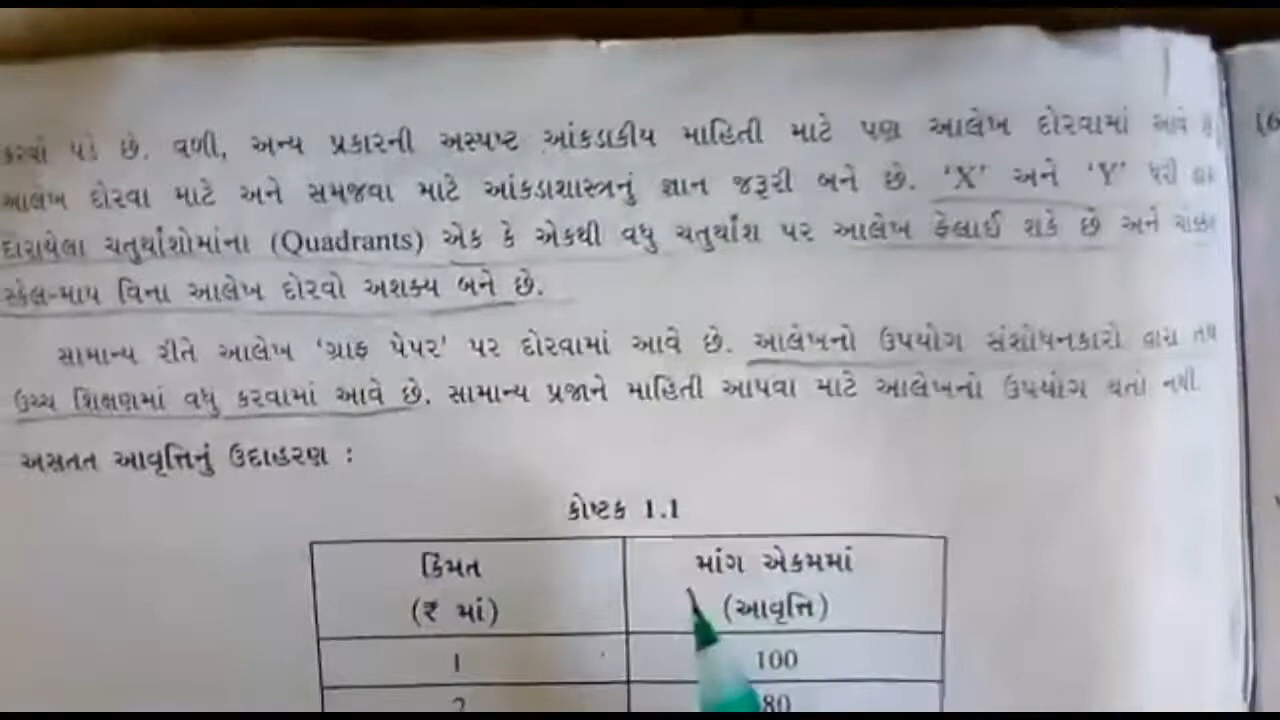 કરવો પડે છે. વળી, અન્ય પ્રકારની અસ્પષ્ટ આંકડાકીય માહિતી માટે પણ આલેખ દોરવામાં આવે
આલેખ દોરવા માટે અને સમજવા માટે આંકડાશાસ્ત્રનું જ્ઞાન જરૂરી બને છે. 'X' અને 'Y' ધરી
દોરાયેલા ચતુર્થાંશોમાંના (Quadrants) એક કે એકથી વધુ ચતુર્થાંશ પર આલેખ ફેલાઈ શકે છે અને
સ્કેલ-માપ વિના આલેખ દોરવો અશક્ય બને છે.
સામાન્ય રીતે આલેખ 'ગ્રાફ પેપર' પર દોરવામાં આવે છે. આલેખનો ઉપયોગ સંશોધનકારો દ્વારા
ઉચ્ચ શિક્ષણમાં વધુ કરવામાં આવે છે. સામાન્ય પ્રજાને માહિતી આપવા માટે આલેખનો ઉપયોગ થતો નથી.
અસતત આવૃત્તિનું ઉદાહરણ :
કોષ્ટક 1.1
કિંમત માંગ એકમમાં
(₹ માં) (આવૃત્તિ)
1 100
2 80